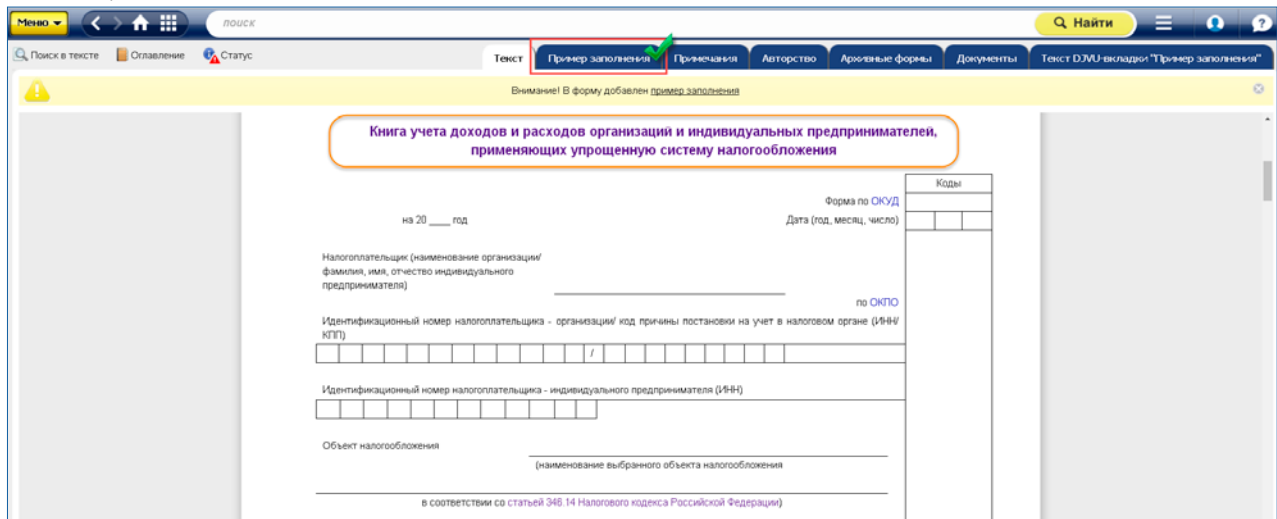 Меню
поиск
Найти
Поиск в тексте
Оглавление
Статус
Текст
Пример заполнения
Примечания
Авторство
Архивные формы
Документы
Текст DJVU-вкладки "Пример заполнения"
Внимание! В форму добавлен пример заполнения
Книга учета доходов и расходов организаций и индивидуальных предпринимателей,
применяющих упрощенную систему налогообложения
Коды
Форма по ОКУД
на 20 ____ год
Дата (год, месяц, число)
Налогоплательщик (наименование организации/
фамилия, имя, отчество индивидуального
предпринимателя)
по ОКПО
Идентификационный номер налогоплательщика - организации/ код причины постановки на учет в налоговом органе (ИНН/
КПП)
/
Идентификационный номер налогоплательщика - индивидуального предпринимателя (ИНН)
Объект налогообложения
(наименование выбранного объекта налогообложения
в соответствии со статьей 346.14 Налогового кодекса Российской Федерации)